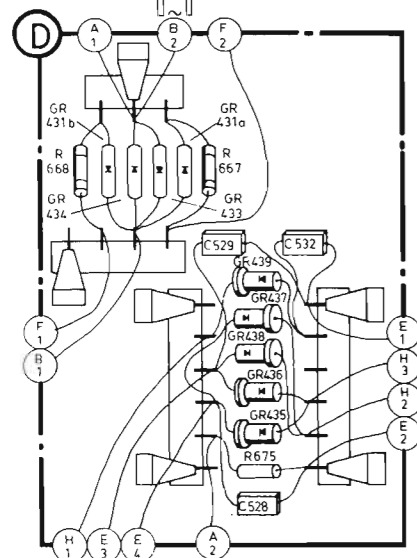 D
A 1
B 2
F 2
~
GR 431b
GR 431a
R 668
R 667
GR 434
GR 433
C529
C532
GR439
GR437
GR438
GR436
GR435
R675
C528
F 1
B 1
E 1
H 3
H 2
E 2
H 1
E 3
E 4
A 2